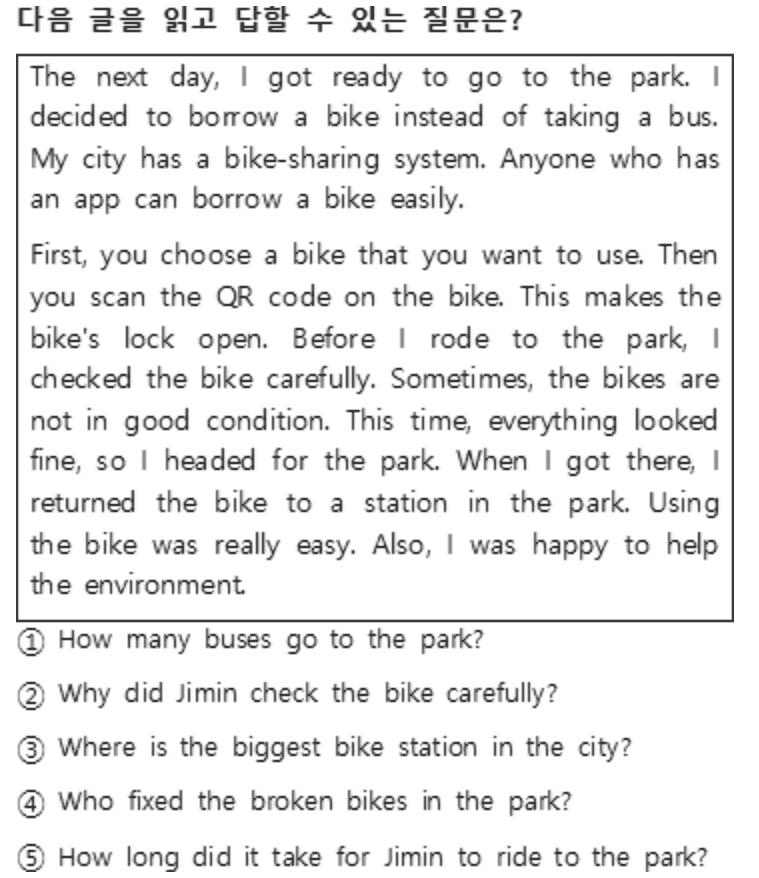 다음 글을 읽고 답할 수 있는 질문은?
The next day, I got ready to go to the park. I
decided to borrow a bike instead of taking a bus.
My city has a bike-sharing system. Anyone who has
an app can borrow a bike easily.
First, you choose a bike that you want to use. Then
you scan the QR code on the bike. This makes the
bike's lock open. Before I rode to the park, I
checked the bike carefully. Sometimes, the bikes are
not in good condition. This time, everything looked
fine, so I headed for the park. When I got there, I
returned the bike to a station in the park. Using
the bike was really easy. Also, I was happy to help
the environment.
① How many buses go to the park?
② Why did Jimin check the bike carefully?
③ Where is the biggest bike station in the city?
④ Who fixed the broken bikes in the park?
⑤ How long did it take for Jimin to ride to the park?